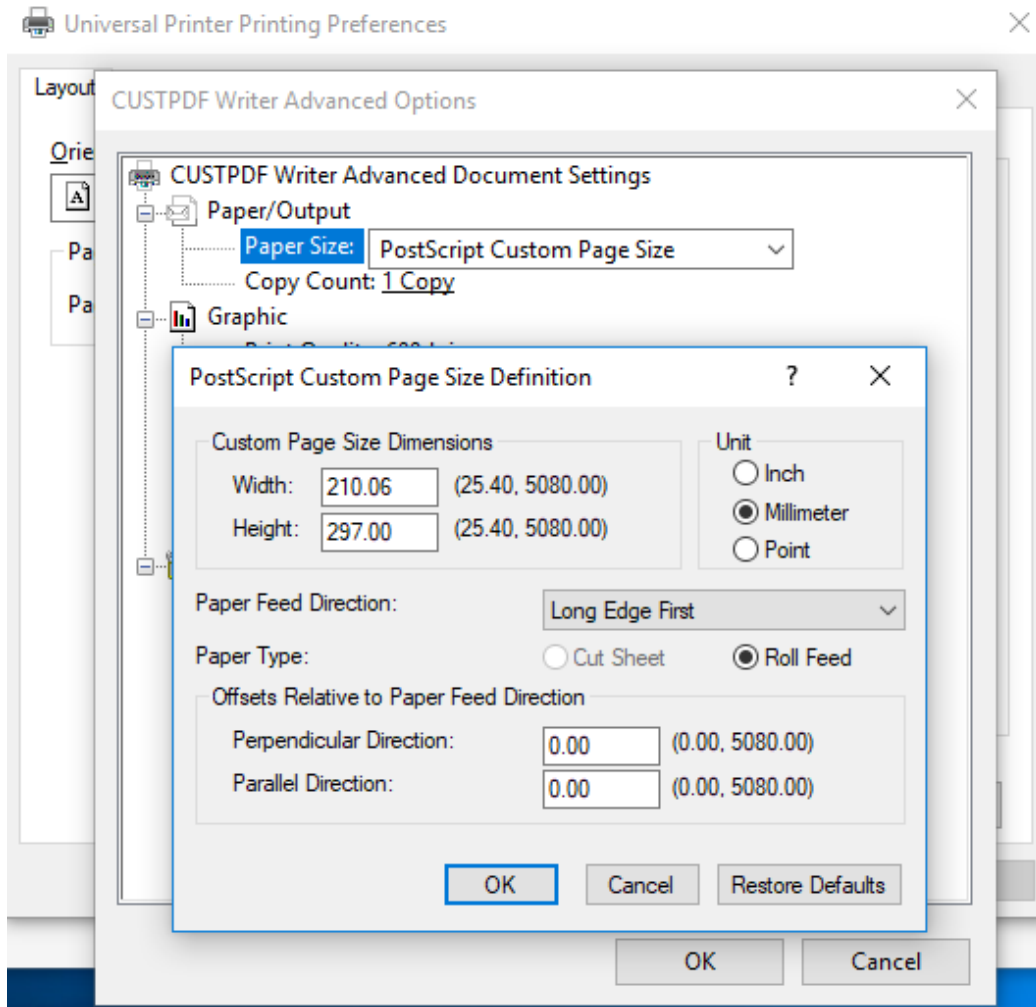 Universal Printer Printing Preferences
Layout
CUSTPDF Writer Advanced Options
Orie
A
CUSTPDF Writer Advanced Document Settings
Paper/Output
Pa
Paper Size: PostScript Custom Page Size
Pa
Copy Count: 1 Copy
Graphic
PostScript Custom Page Size Definition ?
Custom Page Size Dimensions
Unit
Width: 210.06 (25.40, 5080.00)
Inch
Height: 297.00 (25.40, 5080.00)
Millimeter
Point
Paper Feed Direction: Long Edge First
Paper Type: Cut Sheet Roll Feed
Offsets Relative to Paper Feed Direction
Perpendicular Direction: 0.00 (0.00, 5080.00)
Parallel Direction: 0.00 (0.00, 5080.00)
OK Cancel Restore Defaults
OK Cancel